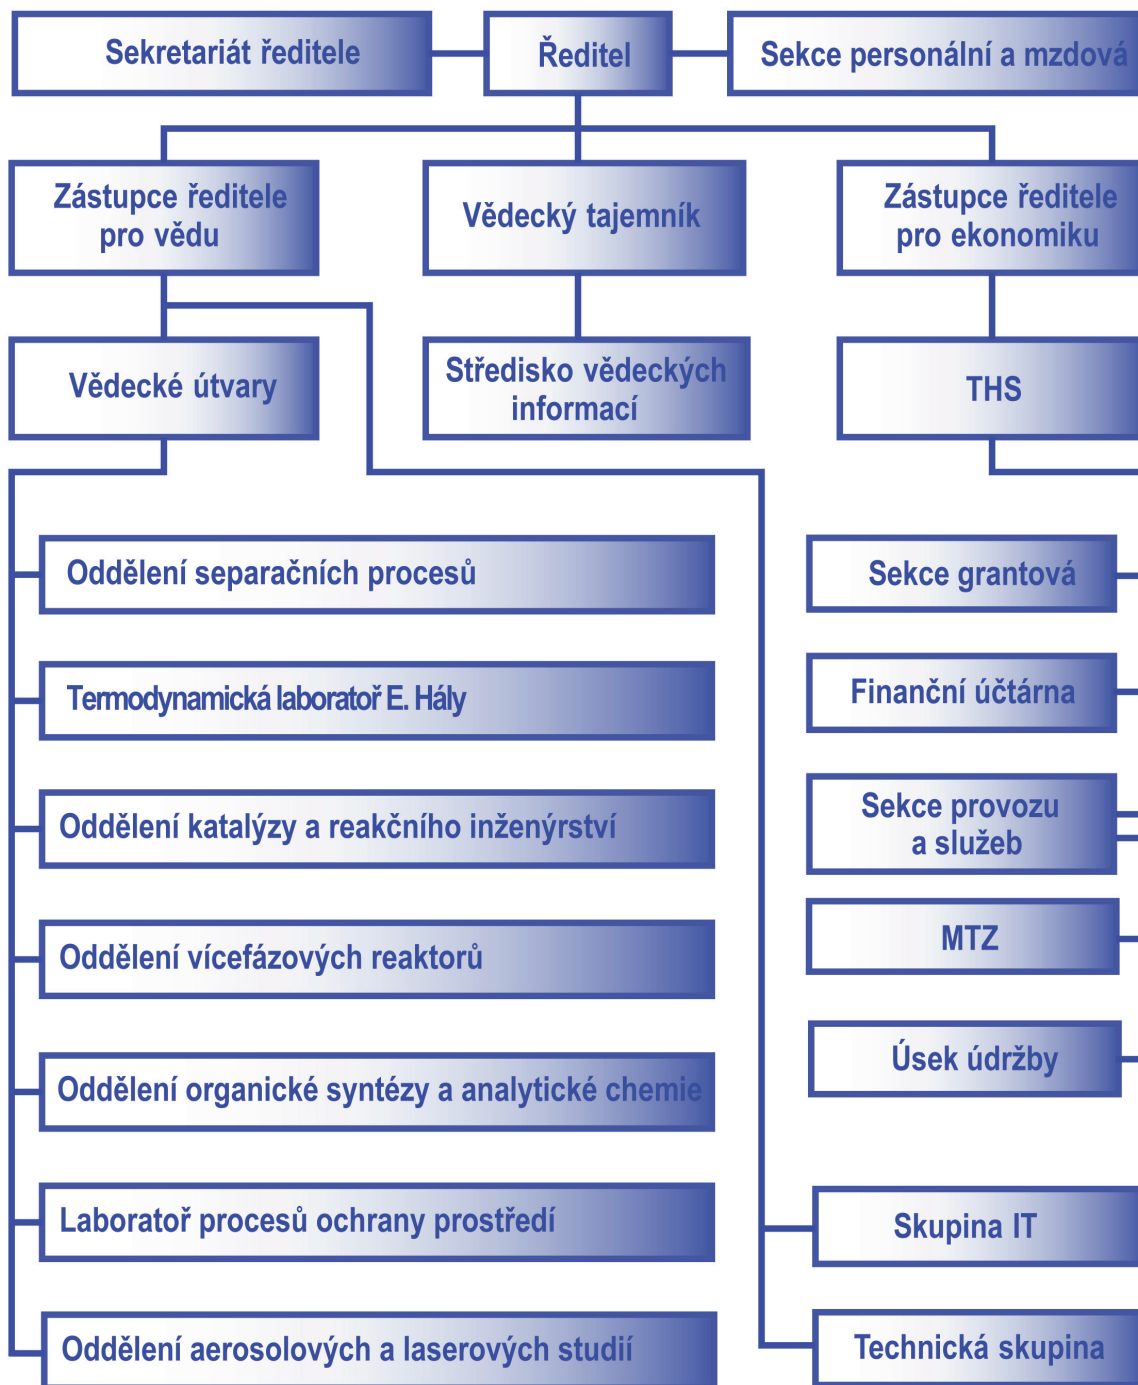 Sekretariát ředitele
Ředitel
Sekce personální a mzdová
Zástupce ředitele
pro vědu
Vědecký tajemník
Zástupce ředitele
pro ekonomiku
Vědecké útvary
Středisko vědeckých
informací
THS
Oddělení separačních procesů
Sekce grantová
Termodynamická laboratoř E. Hály
Finanční účtárna
Oddělení katalýzy a reakčního inženýrství
Sekce provozu
a služeb
Oddělení vícefázových reaktorů
MTZ
Oddělení organické syntézy a analytické chemie
Úsek údržby
Laboratoř procesů ochrany prostředí
Skupina IT
Oddělení aerosolových a laserových studií
Technická skupina